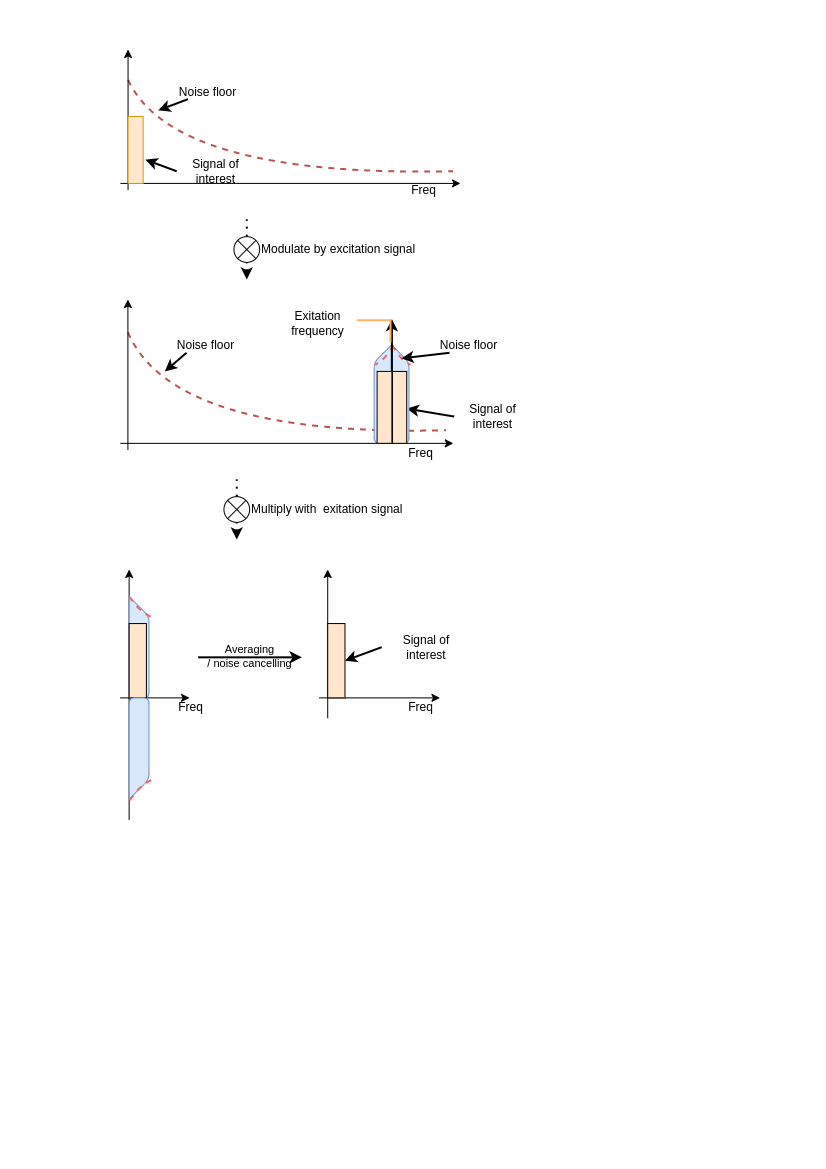 Noise floor
Signal of
interest
Freq
Modulate by excitation signal
Exitation
frequency
Noise floor
Noise floor
Signal of
interest
Freq
Multiply with  exitation signal
Averaging
/ noise cancelling
Signal of
interest
Freq
Freq